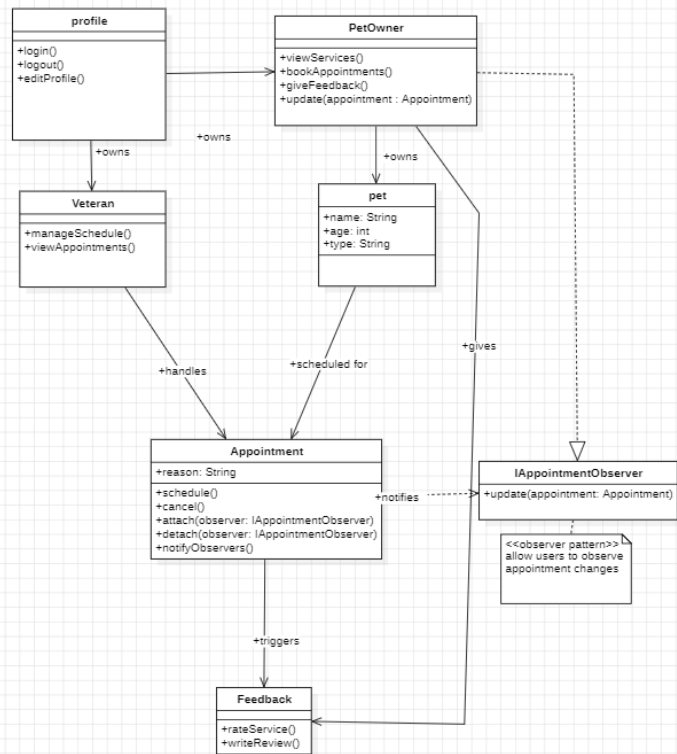 profile
+login()
+logout()
+editProfile()
PetOwner
+viewServices()
+bookAppointments()
+giveFeedback()
+update(appointment : Appointment)
+owns
+owns
+owns
Veteran
+manageSchedule()
+viewAppointments()
pet
+name: String
+age: int
+type: String
+gives
+handles
+scheduled for
Appointment
+reason: String
+schedule()
+cancel()
+attach(observer: IAppointmentObserver)
+detach(observer: IAppointmentObserver)
+notifyObservers()
+notifies
IAppointmentObserver
+update(appointment: Appointment)
<<observer pattern>>
allow users to observe
appointment changes
+triggers
Feedback
+rateService()
+writeReview()